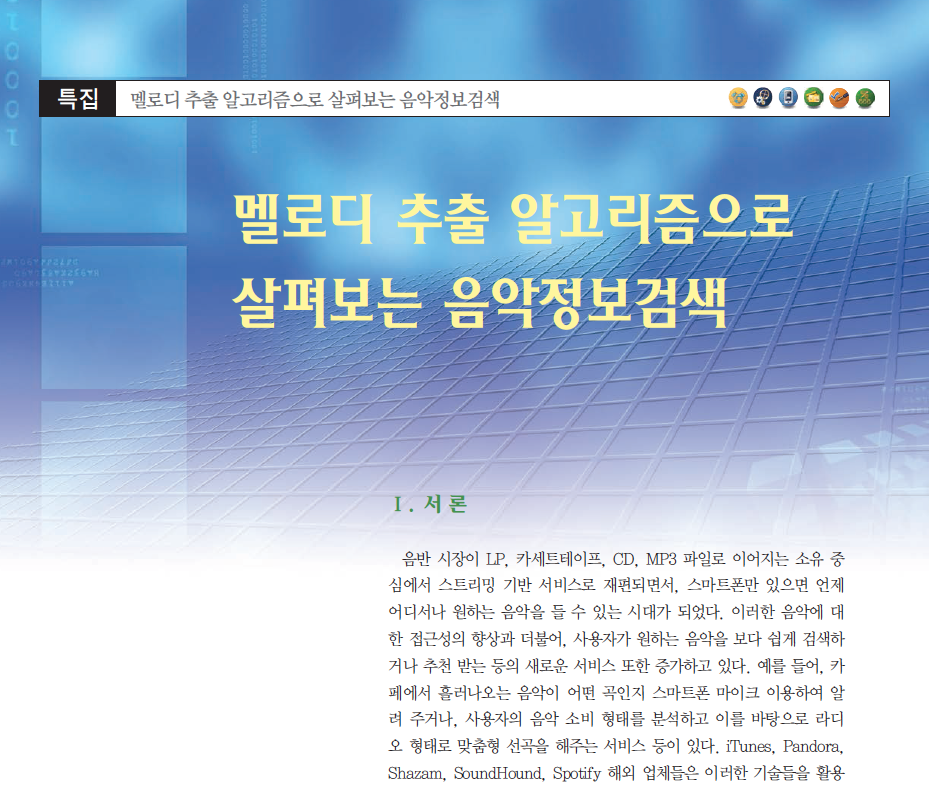 특집
멜로디 추출 알고리즘으로 살펴보는 음악정보검색
멜로디 추출 알고리즘으로
살펴보는 음악정보검색
I. 서 론
음반 시장이 LP, 카세트테이프, CD, MP3 파일로 이어지는 소유 중
심에서 스트리밍 기반 서비스로 재편되면서, 스마트폰만 있으면 언제
어디서나 원하는 음악을 들 수 있는 시대가 되었다. 이러한 음악에 대
한 접근성의 향상과 더불어, 사용자가 원하는 음악을 보다 쉽게 검색하
거나 추천 받는 등의 새로운 서비스 또한 증가하고 있다. 예를 들어, 카
페에서 흘러나오는 음악이 어떤 곡인지 스마트폰 마이크 이용하여 알
려 주거나, 사용자의 음악 소비 형태를 분석하고 이를 바탕으로 라디
오 형태로 맞춤형 선곡을 해주는 서비스 등이 있다. iTunes, Pandora,
Shazam, SoundHound, Spotify 해외 업체들은 이러한 기술들을 활용